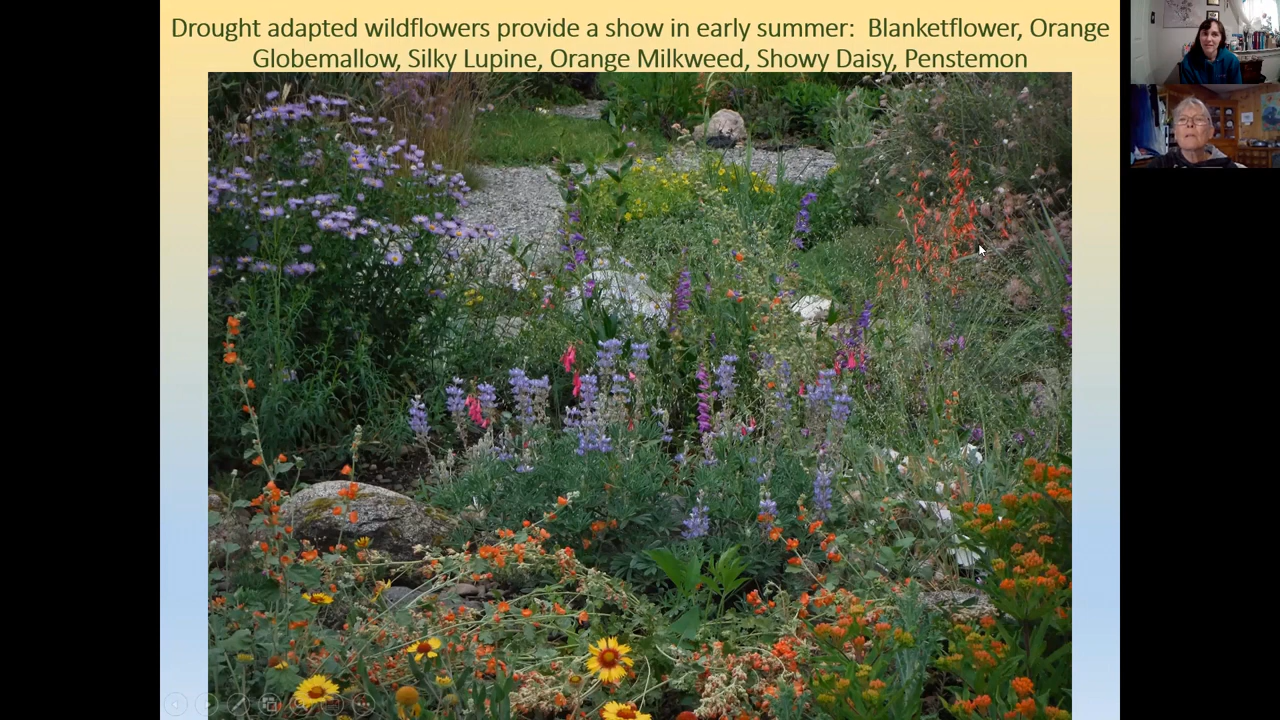 Drought adapted wildflowers provide a show in early summer:  Blanketflower, Orange
Globemallow, Silky Lupine, Orange Milkweed, Showy Daisy, Penstemon